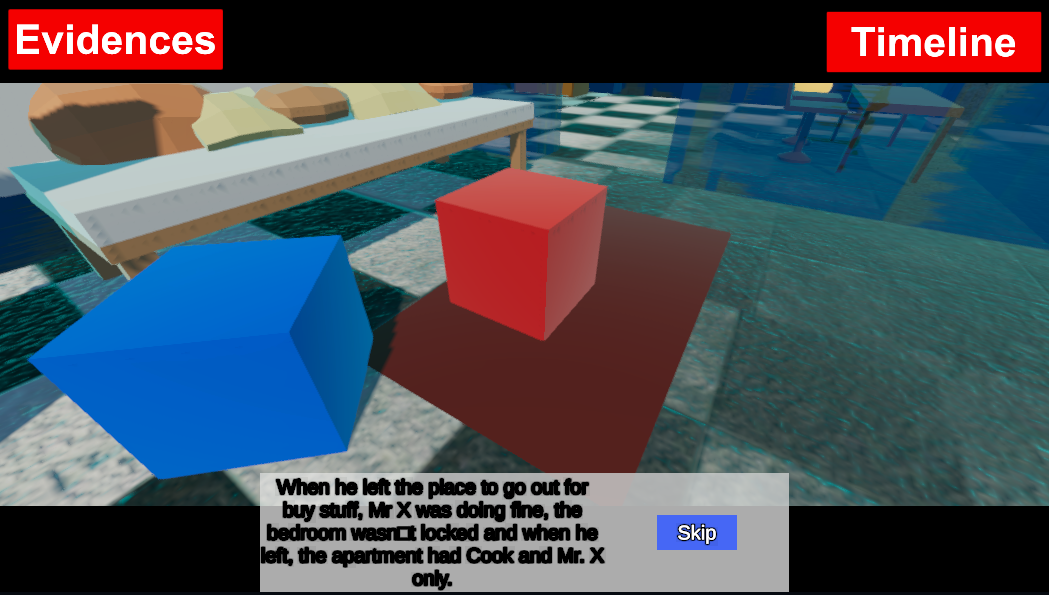 Evidences
Timeline
When he left the place to go out for
buy stuff, Mr X was doing fine, the
bedroom wasn□t locked and when he
left, the apartment had Cook and Mr. X
only.
Skip